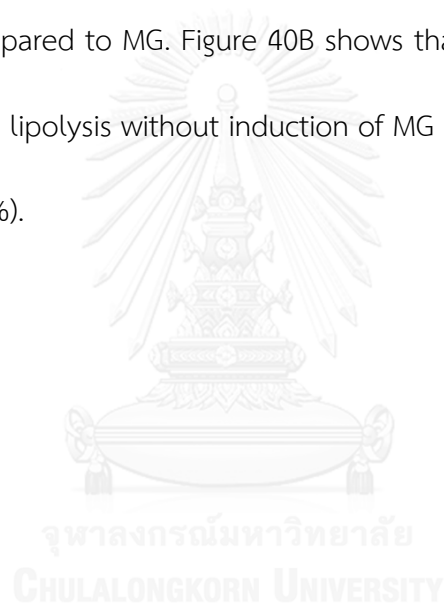 pared to MG. Figure 40B shows tha
lipolysis without induction of MG
%).
จุฬาลงกรณ์มหาวิทยาลัย
CHULALONGKORN UNIVERSITY